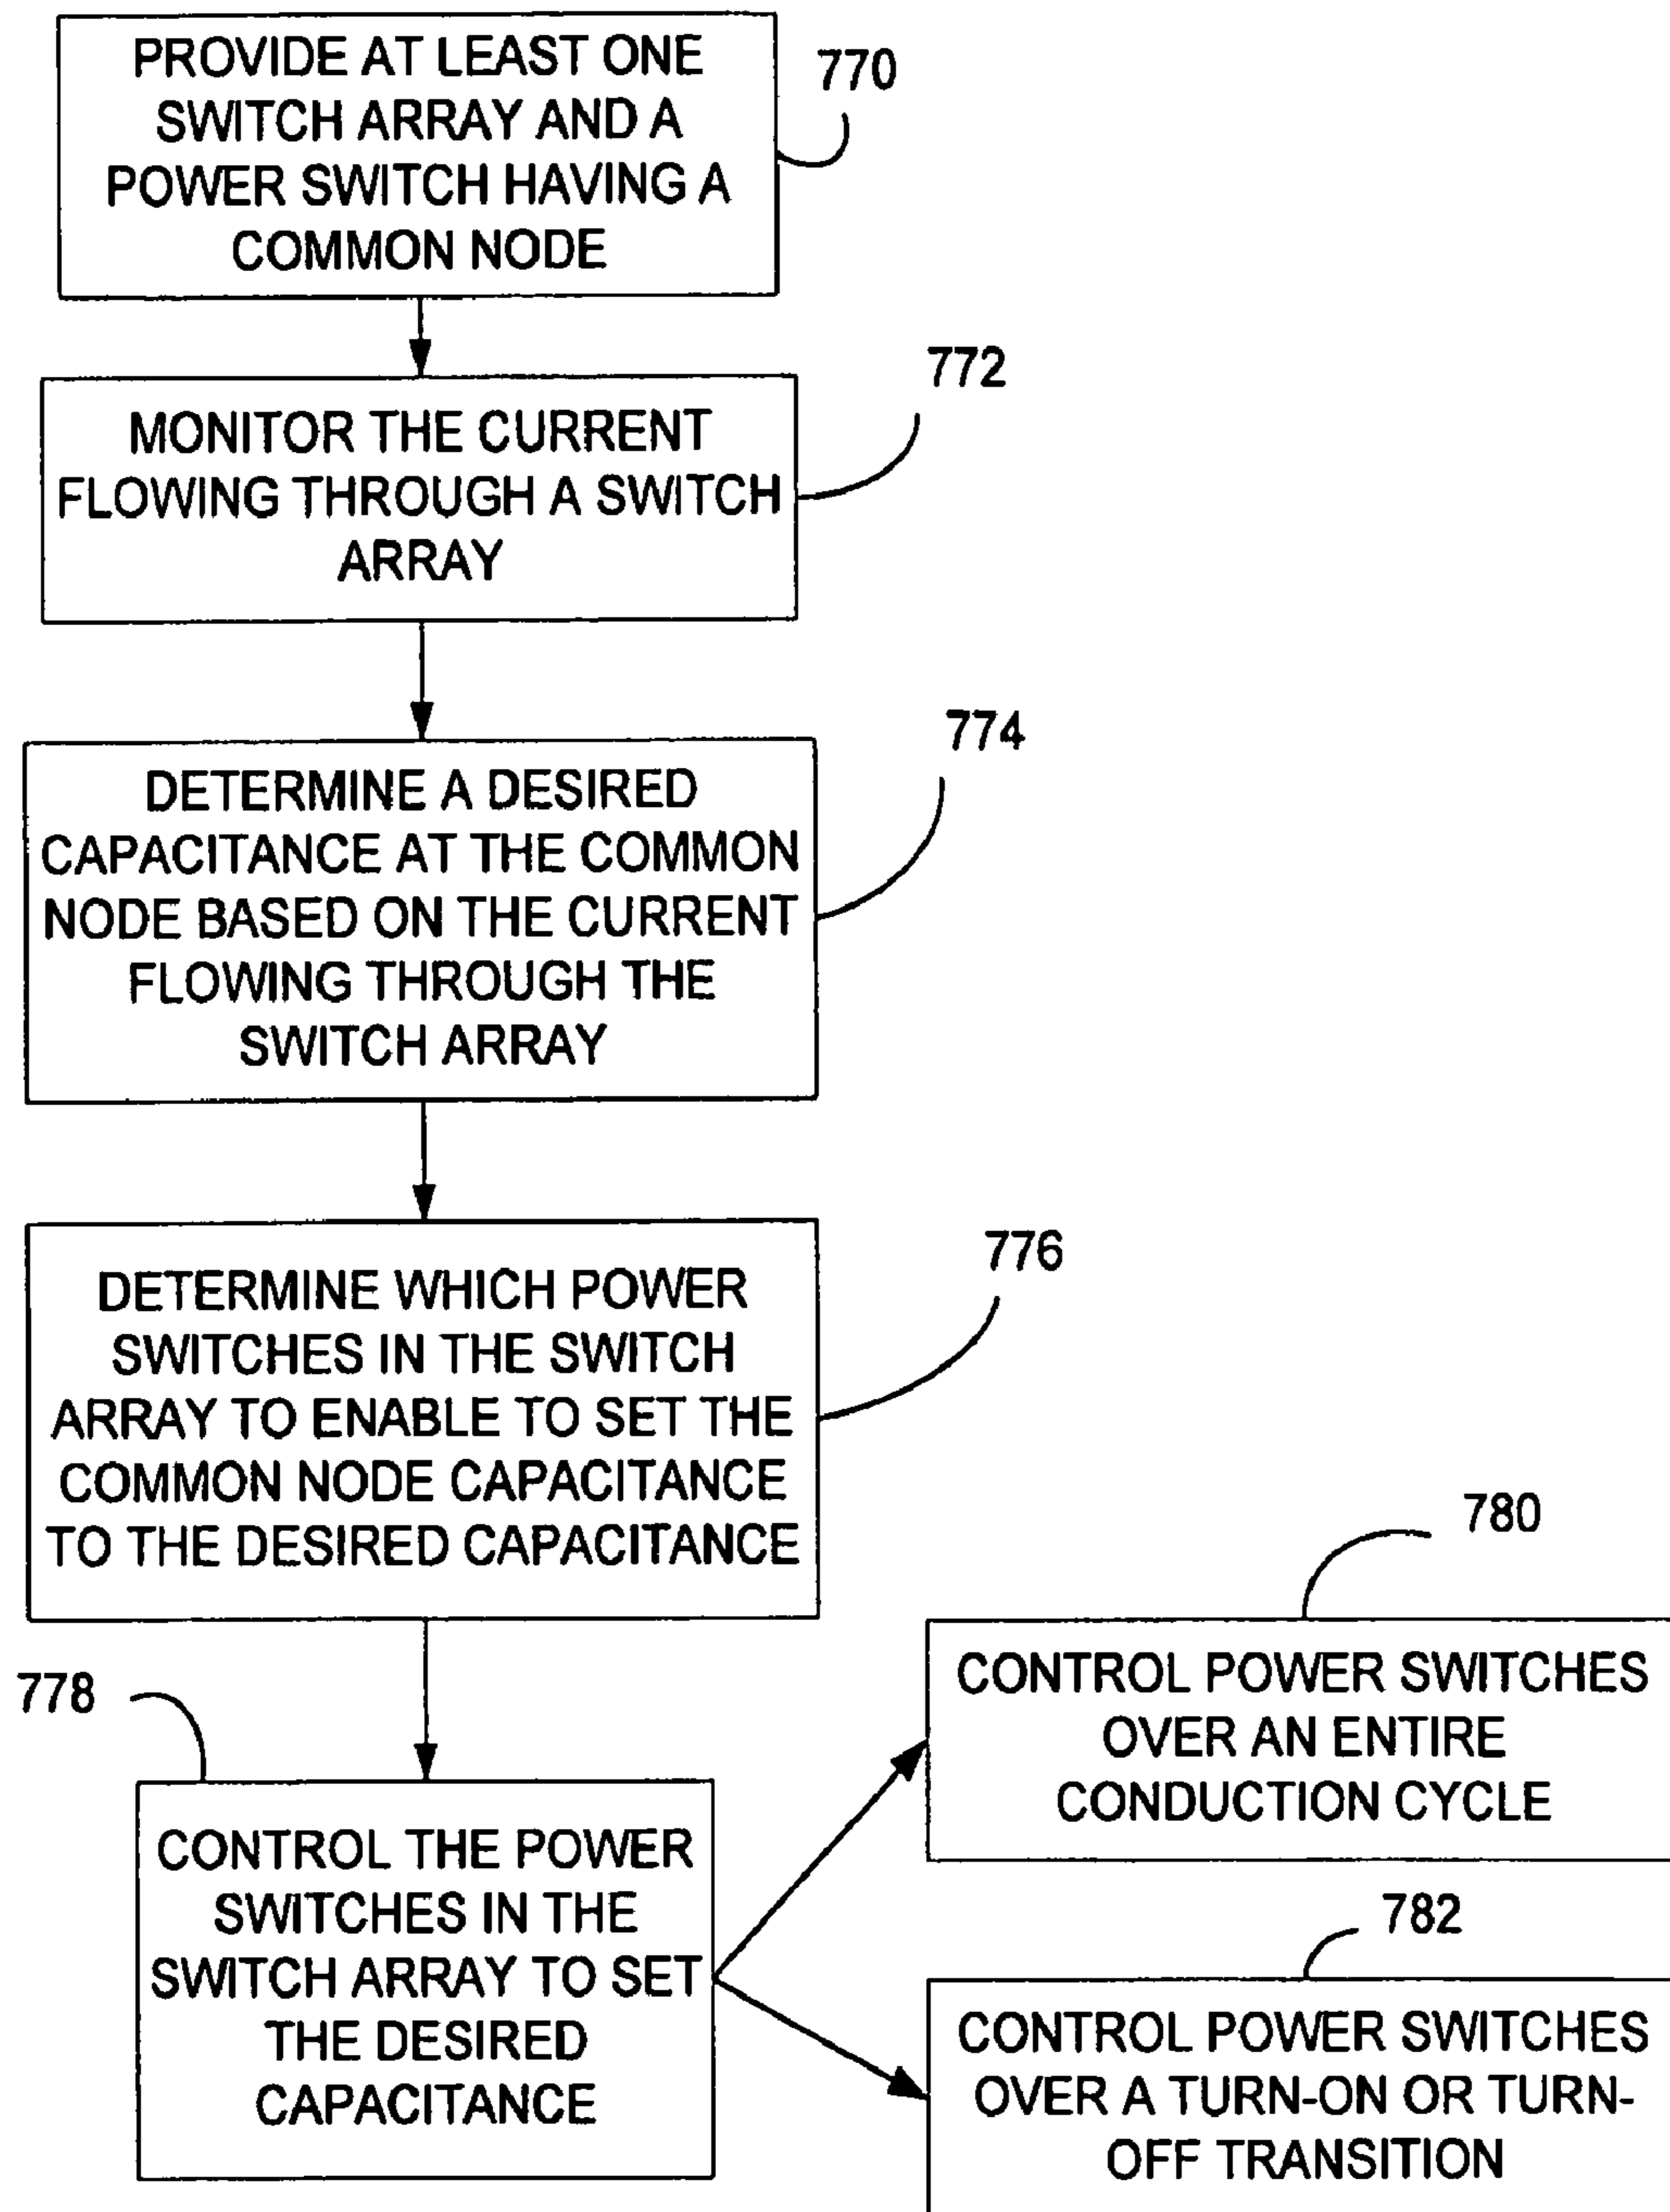 PROVIDE AT LEAST ONE
SWITCH ARRAY AND A
POWER SWITCH HAVING A
COMMON NODE
770
MONITOR THE CURRENT
FLOWING THROUGH A SWITCH
ARRAY
772
DETERMINE A DESIRED
CAPACITANCE AT THE COMMON
NODE BASED ON THE CURRENT
FLOWING THROUGH THE
SWITCH ARRAY
774
DETERMINE WHICH POWER
SWITCHES IN THE SWITCH
ARRAY TO ENABLE TO SET THE
COMMON NODE CAPACITANCE
TO THE DESIRED CAPACITANCE
776
778
CONTROL THE POWER
SWITCHES IN THE
SWITCH ARRAY TO SET
THE DESIRED
CAPACITANCE
780
CONTROL POWER SWITCHES
OVER AN ENTIRE
CONDUCTION CYCLE
782
CONTROL POWER SWITCHES
OVER A TURN-ON OR TURN-
OFF TRANSITION